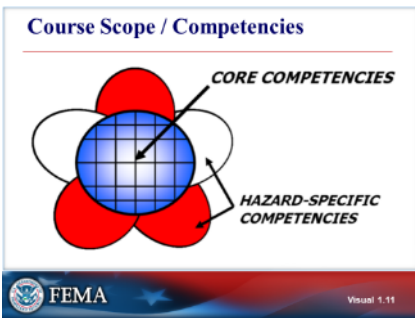 Course Scope / Competencies
CORE COMPETENCIES
HAZARD-SPECIFIC
COMPETENCIES
FEMA
Visual 1.11